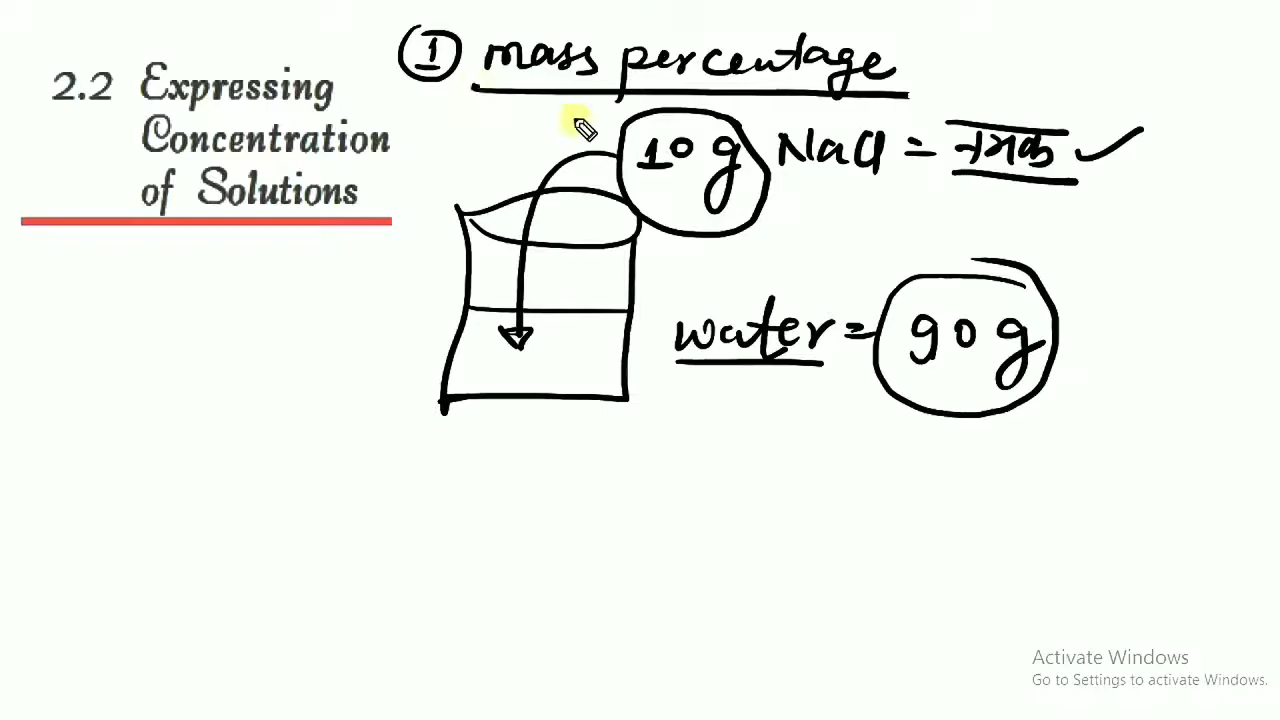 2.2 Expressing
Concentration
of Solutions
① mass percentage
10 g NaCl = नमक ✓
water = 90 g
Activate Windows
Go to Settings to activate Windows.